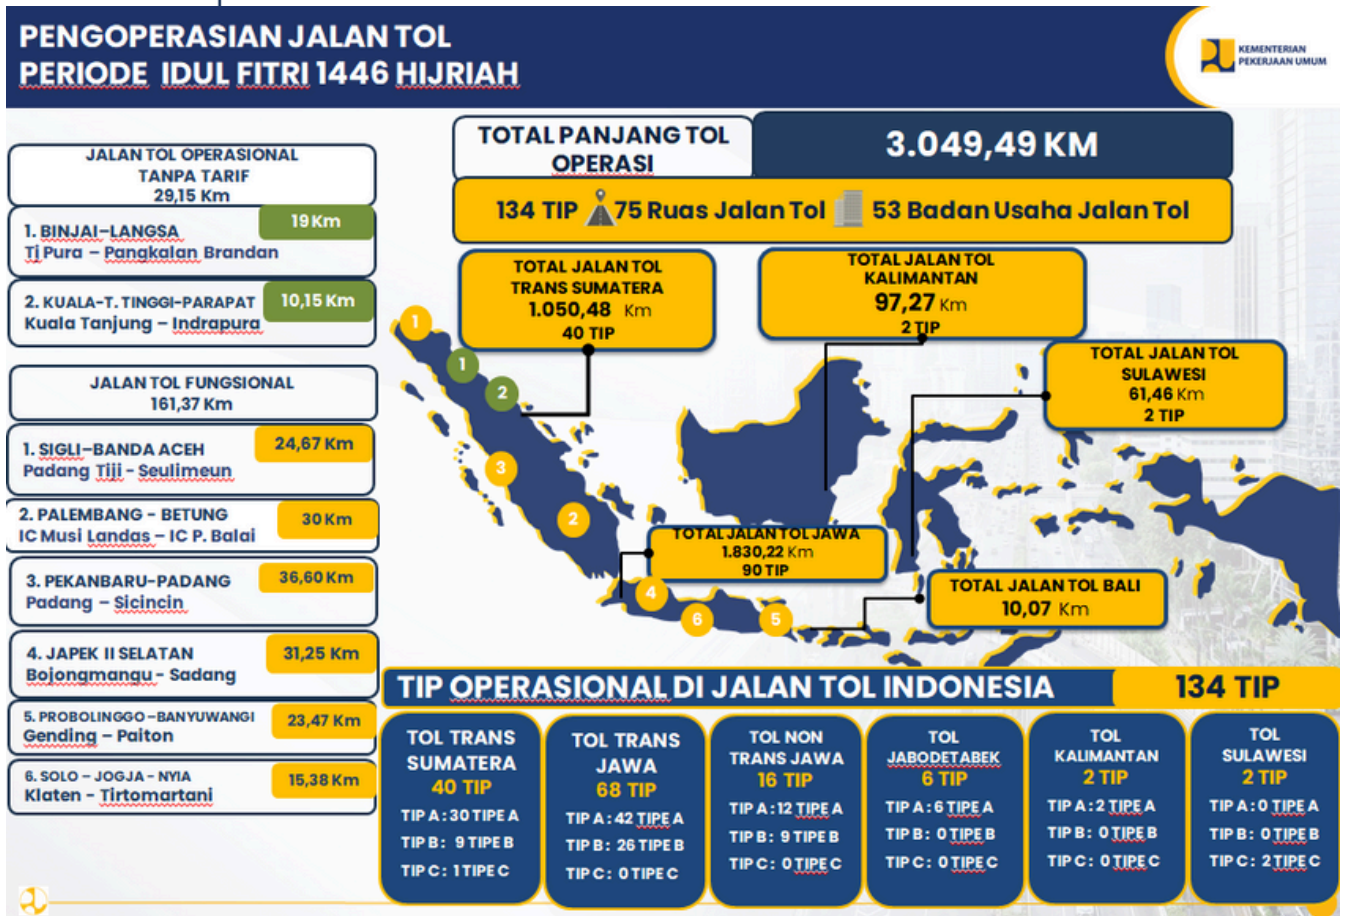 PENGOPERASIAN JALAN TOL
PERIODE IDUL FITRI 1446 HIJRIAH
KEMENTERIAN
PEKERJAAN UMUM
TOTAL PANJANG TOL
OPERASI
3.049,49 KM
134 TIP 75 Ruas Jalan Tol 53 Badan Usaha Jalan Tol
JALAN TOL OPERASIONAL
TANPA TARIF
29,15 Km
19 Km
1. BINJAI–LANGSA
Tj Pura – Pangkalan Brandan
10,15 Km
2. KUALA-T. TINGGI-PARAPAT
Kuala Tanjung – Indrapura
JALAN TOL FUNGSIONAL
161,37 Km
24,67 Km
1. SIGLI–BANDA ACEH
Padang Tiji - Seulimeun
2. PALEMBANG - BETUNG
30 Km
IC Musi Landas – IC P. Balai
36,60 Km
3. PEKANBARU-PADANG
Padang – Sicincin
4. JAPEK II SELATAN
31,25 Km
Bojongmangu - Sadang
5. PROBOLINGGO –BANYUWANGI
23,47 Km
Gending – Paiton
6. SOLO – JOGJA - NYIA
15,38 Km
Klaten - Tirtomartani
TOTAL JALAN TOL
TRANS SUMATERA
1.050,48 Km
40 TIP
TOTAL JALAN TOL
KALIMANTAN
97,27 Km
2 TIP
TOTAL JALAN TOL
SULAWESI
61,46 Km
2 TIP
TOTAL JALAN TOL JAWA
1.830,22 Km
90 TIP
TOTAL JALAN TOL BALI
10,07 Km
1
1
2
3
2
4
6
5
TIP OPERASIONAL DI JALAN TOL INDONESIA
134 TIP
TOL TRANS
SUMATERA
40 TIP
TIP A : 30 TIPE A
TIP B : 9 TIPE B
TIP C : 1 TIPE C
TOL TRANS
JAWA
68 TIP
TIP A : 42 TIPE A
TIP B : 26 TIPE B
TIP C : 0 TIPE C
TOL NON
TRANS JAWA
16 TIP
TIP A : 12 TIPE A
TIP B : 9 TIPE B
TIP C : 0 TIPE C
TOL
JABODETABEK
6 TIP
TIP A : 6 TIPE A
TIP B : 0 TIPE B
TIP C : 0 TIPE C
TOL
KALIMANTAN
2 TIP
TIP A : 2 TIPE A
TIP B : 0 TIPE B
TIP C : 0 TIPE C
TOL
SULAWESI
2 TIP
TIP A : 0 TIPE A
TIP B : 0 TIPE B
TIP C : 2 TIPE C